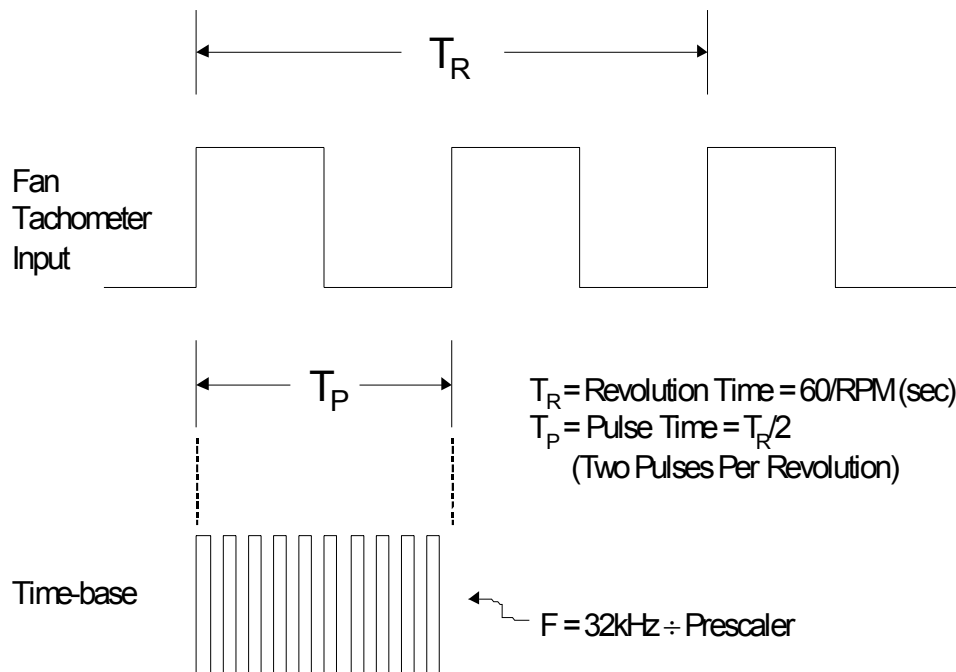 T_R
Fan
Tachometer
Input
T_P
T_R = Revolution Time = 60/RPM (sec)
T_P = Pulse Time = T_R/2
(Two Pulses Per Revolution)
Time-base
F = 32kHz ÷ Prescaler